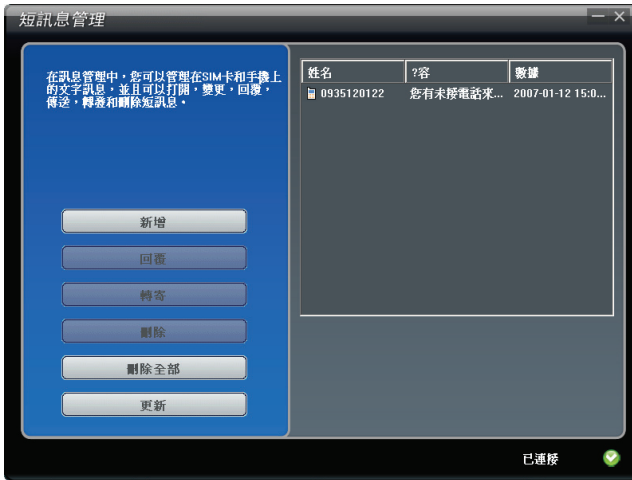 短訊息管理
在訊息管理中，您可以管理在SIM卡和手機上
的文字訊息，並且可以打開，變更，回覆，
傳送，轉發和刪除短訊息。
新增
回覆
轉寄
刪除
刪除全部
更新
姓名 ?容 數據
0935120122 您有未接電話來... 2007-01-12 15:0...
已連接